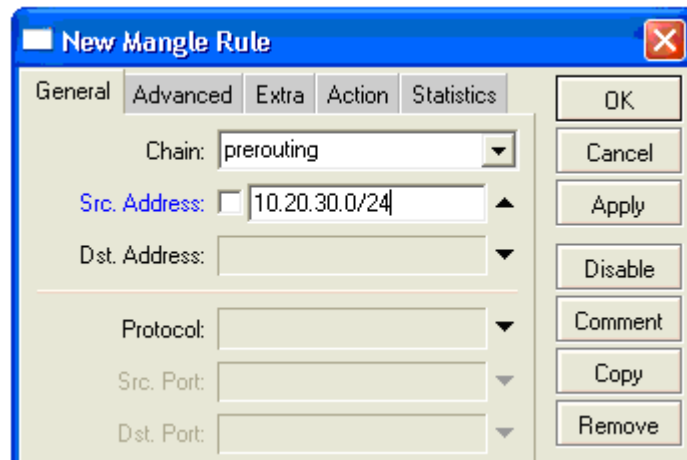 New Mangle Rule
General Advanced Extra Action Statistics
OK
Chain: prerouting
Cancel
Src. Address: 10.20.30.0/24
Apply
Dst. Address:
Disable
Protocol:
Comment
Src. Port:
Copy
Dst. Port:
Remove